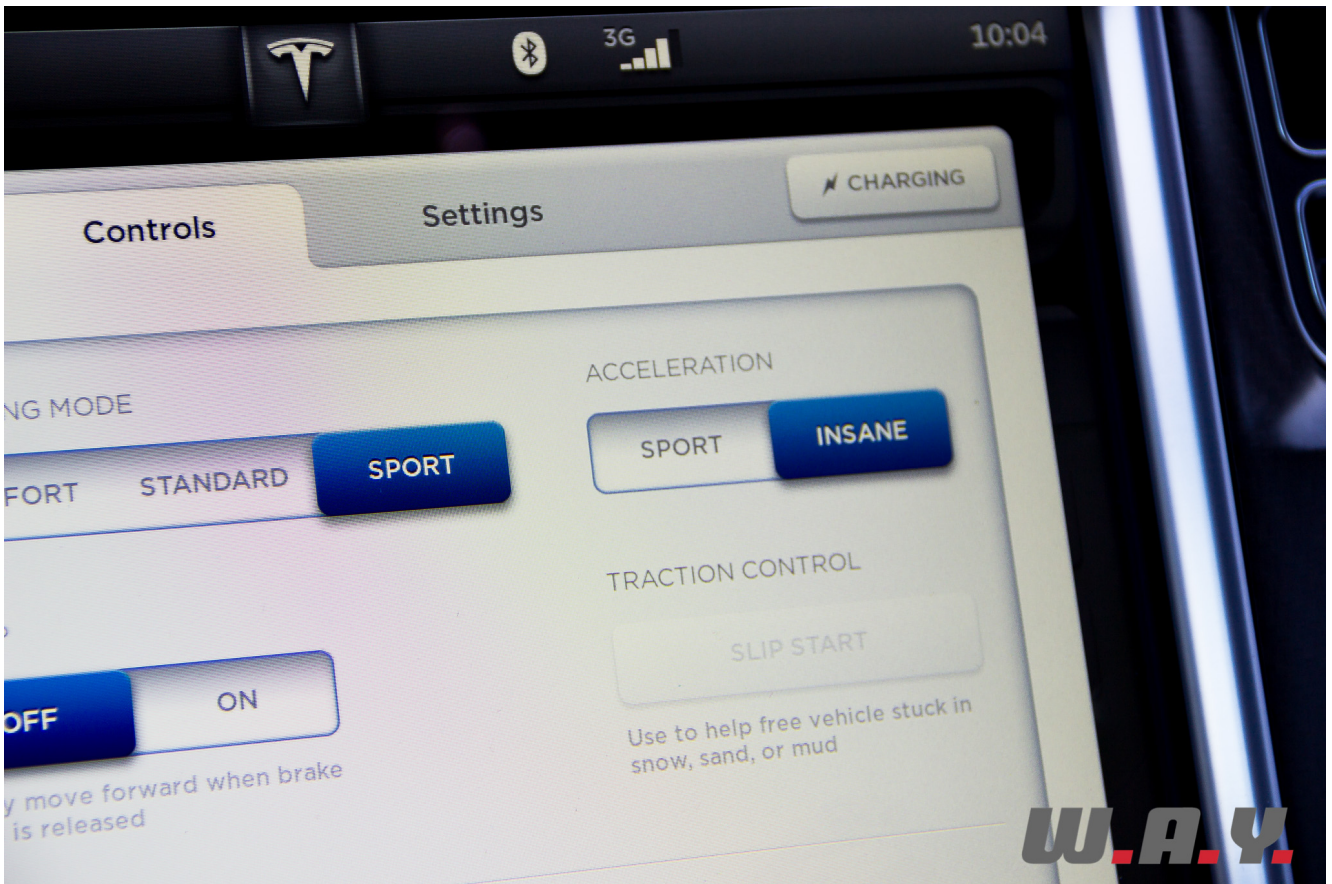 3G
10:04
Controls
Settings
CHARGING
NG MODE
ACCELERATION
FORT STANDARD SPORT
SPORT INSANE
TRACTION CONTROL
SLIP START
OFF ON
Use to help free vehicle stuck in
snow, sand, or mud
y move forward when brake
is released
W.A.Y.